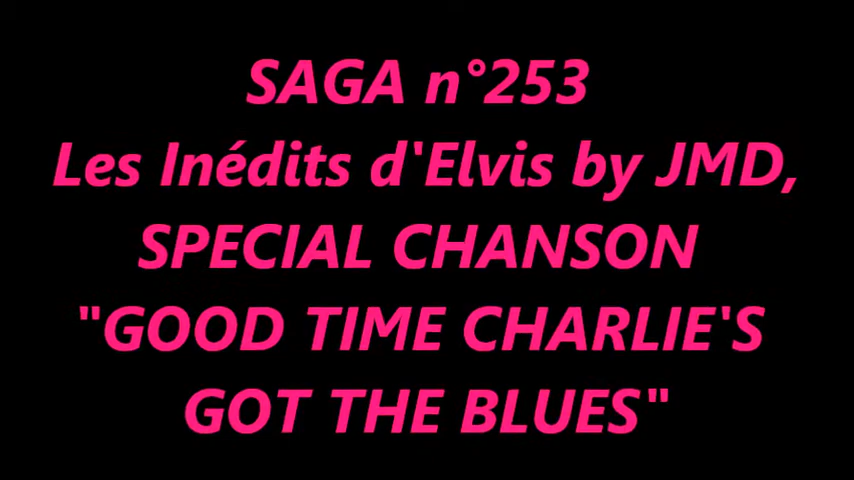 SAGA n°253
Les Inédits d'Elvis by JMD,
SPECIAL CHANSON
"GOOD TIME CHARLIE'S
GOT THE BLUES"